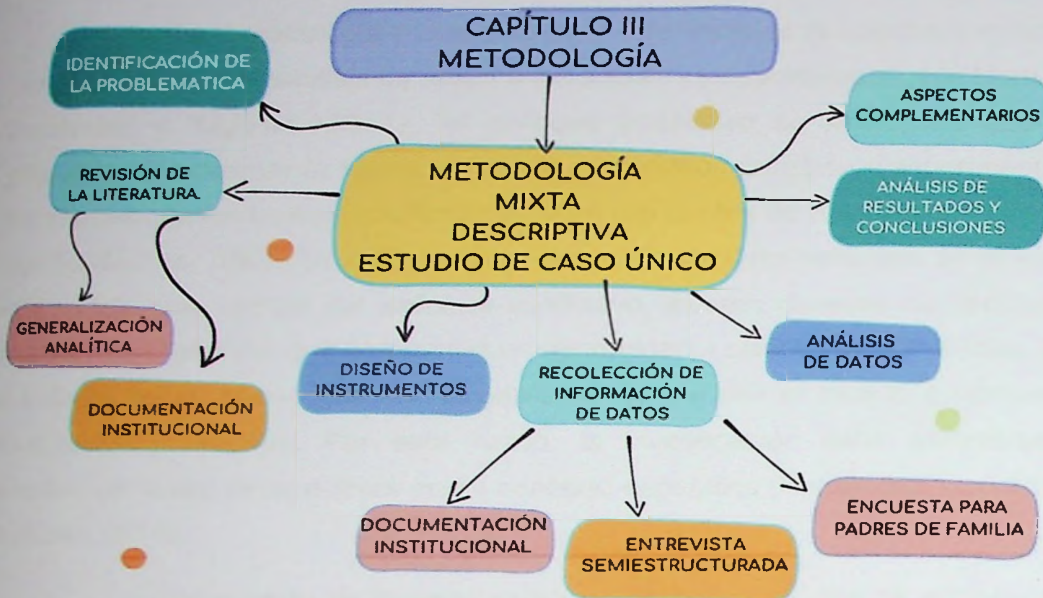 CAPÍTULO III
METODOLOGÍA
IDENTIFICACIÓN DE
LA PROBLEMATICA
ASPECTOS
COMPLEMENTARIOS
REVISIÓN DE
LA LITERATURA
METODOLOGÍA
MIXTA
DESCRIPTIVA
ESTUDIO DE CASO ÚNICO
ANÁLISIS DE
RESULTADOS Y
CONCLUSIONES
GENERALIZACIÓN
ANALÍTICA
DOCUMENTACIÓN
INSTITUCIONAL
DISEÑO DE
INSTRUMENTOS
RECOLECCIÓN DE
INFORMACIÓN
DE DATOS
ANÁLISIS
DE DATOS
DOCUMENTACIÓN
INSTITUCIONAL
ENTREVISTA
SEMIESTRUCTURADA
ENCUESTA PARA
PADRES DE FAMILIA